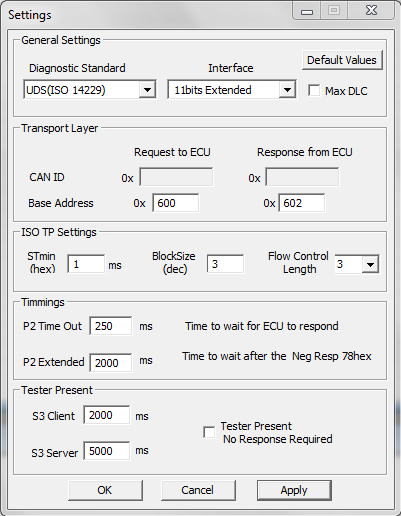 Settings
General Settings
Default Values
Diagnostic Standard Interface
UDS(ISO 14229) 11bits Extended Max DLC
Transport Layer
Request to ECU Response from ECU
CAN ID 0x 0x
Base Address 0x 600 0x 602
ISO TP Settings
STmin (hex) 1 ms BlockSize (dec) 3 Flow Control Length 3
Timmings
P2 Time Out 250 ms Time to wait for ECU to respond
P2 Extended 2000 ms Time to wait after the Neg Resp 78hex
Tester Present
S3 Client 2000 ms
Tester Present
No Response Required
S3 Server 5000 ms
OK Cancel Apply